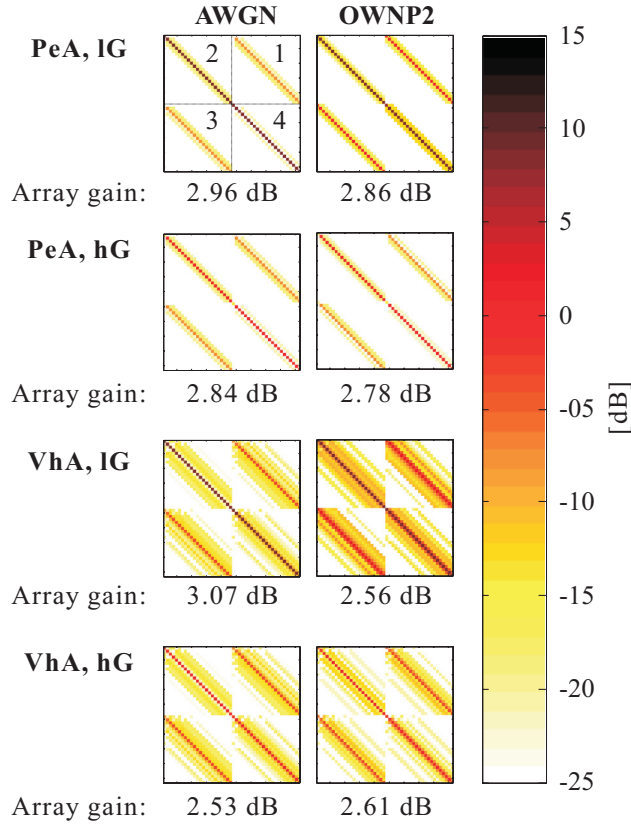 AWGN OWNP2
PeA, lG
2 1
3 4
Array gain: 2.96 dB 2.86 dB
PeA, hG
Array gain: 2.84 dB 2.78 dB
VhA, lG
Array gain: 3.07 dB 2.56 dB
VhA, hG
Array gain: 2.53 dB 2.61 dB
15
10
5
0
-05
-10
-15
-20
-25
[dB]